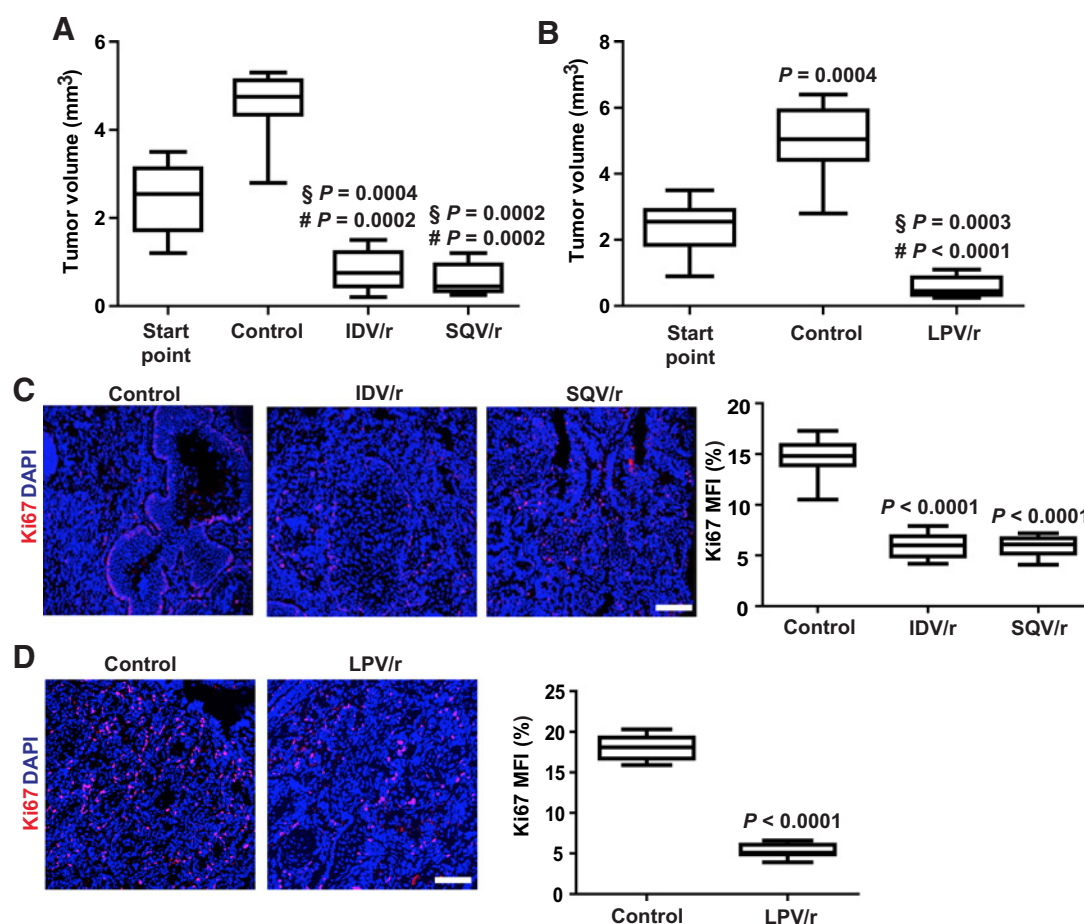 A
Tumor volume (mm3)
6
4
2
0
§ P = 0.0004
# P = 0.0002
§ P = 0.0002
# P = 0.0002
Start point
Control
IDV/r
SQV/r
B
Tumor volume (mm3)
8
6
4
2
0
P = 0.0004
§ P = 0.0003
# P < 0.0001
Start point
Control
LPV/r
C
Control
IDV/r
SQV/r
Ki67 DAPI
Ki67 MFI (%)
20
15
10
5
0
P < 0.0001
P < 0.0001
Control
IDV/r
SQV/r
D
Control
LPV/r
Ki67 DAPI
Ki67 MFI (%)
25
20
15
10
5
0
P < 0.0001
Control
LPV/r